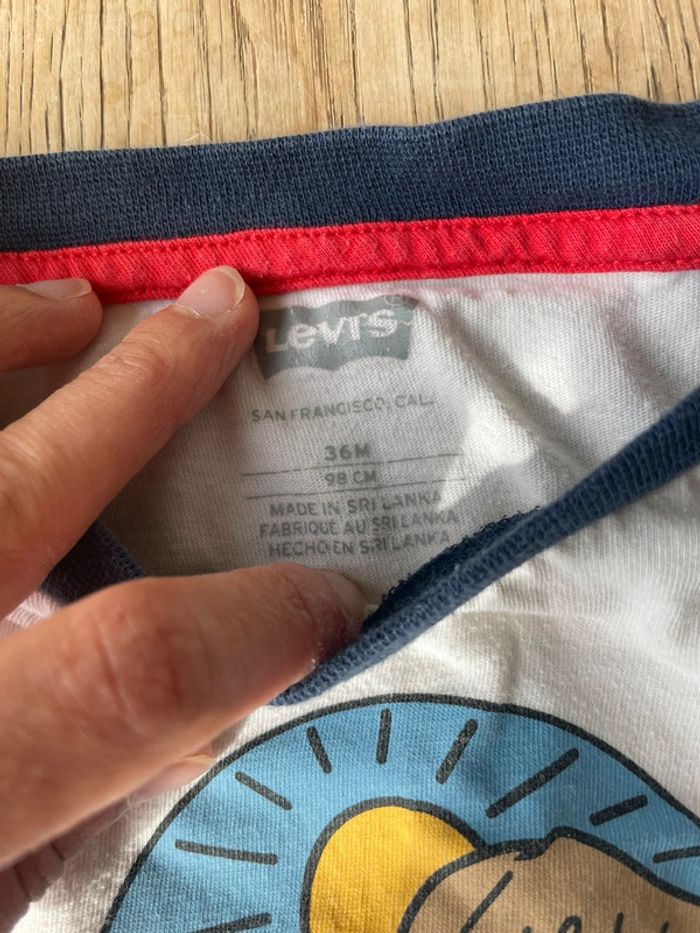 Levi's
SAN FRANCISCO, CAL.
36M
98 CM
MADE IN SRI LANKA
FABRIQUÉ AU SRI LANKA
HECHO EN SRI LANKA